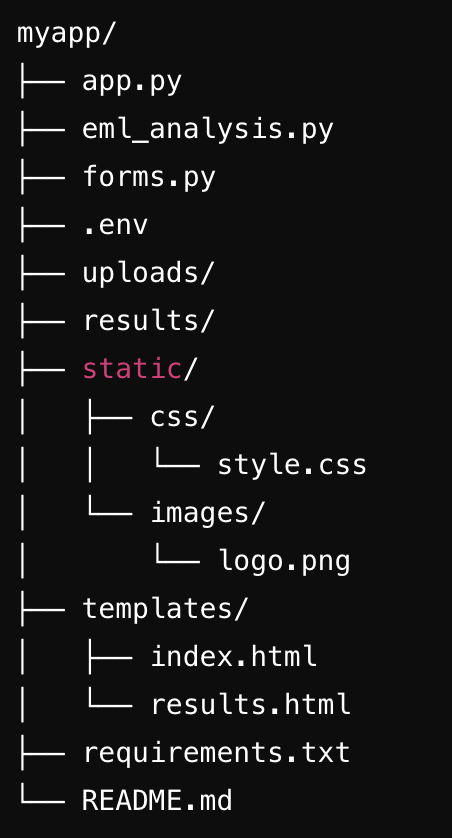 myapp/
├── app.py
├── eml_analysis.py
├── forms.py
├── .env
├── uploads/
├── results/
├── static/
│   ├── css/
│   │   └── style.css
│   └── images/
│       └── logo.png
├── templates/
│   ├── index.html
│   └── results.html
├── requirements.txt
└── README.md